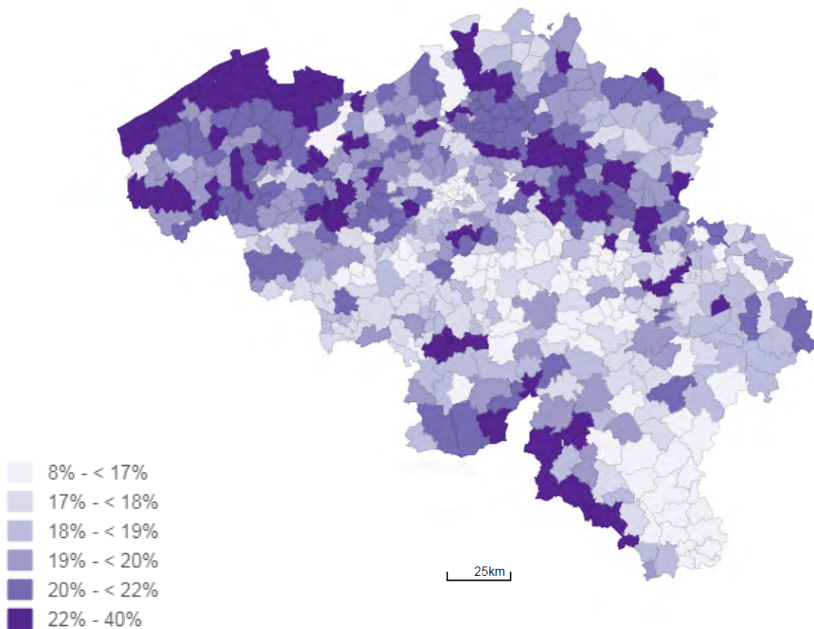 8% - < 17%
17% - < 18%
18% - < 19%
19% - < 20%
20% - < 22%
22% - 40%
25km